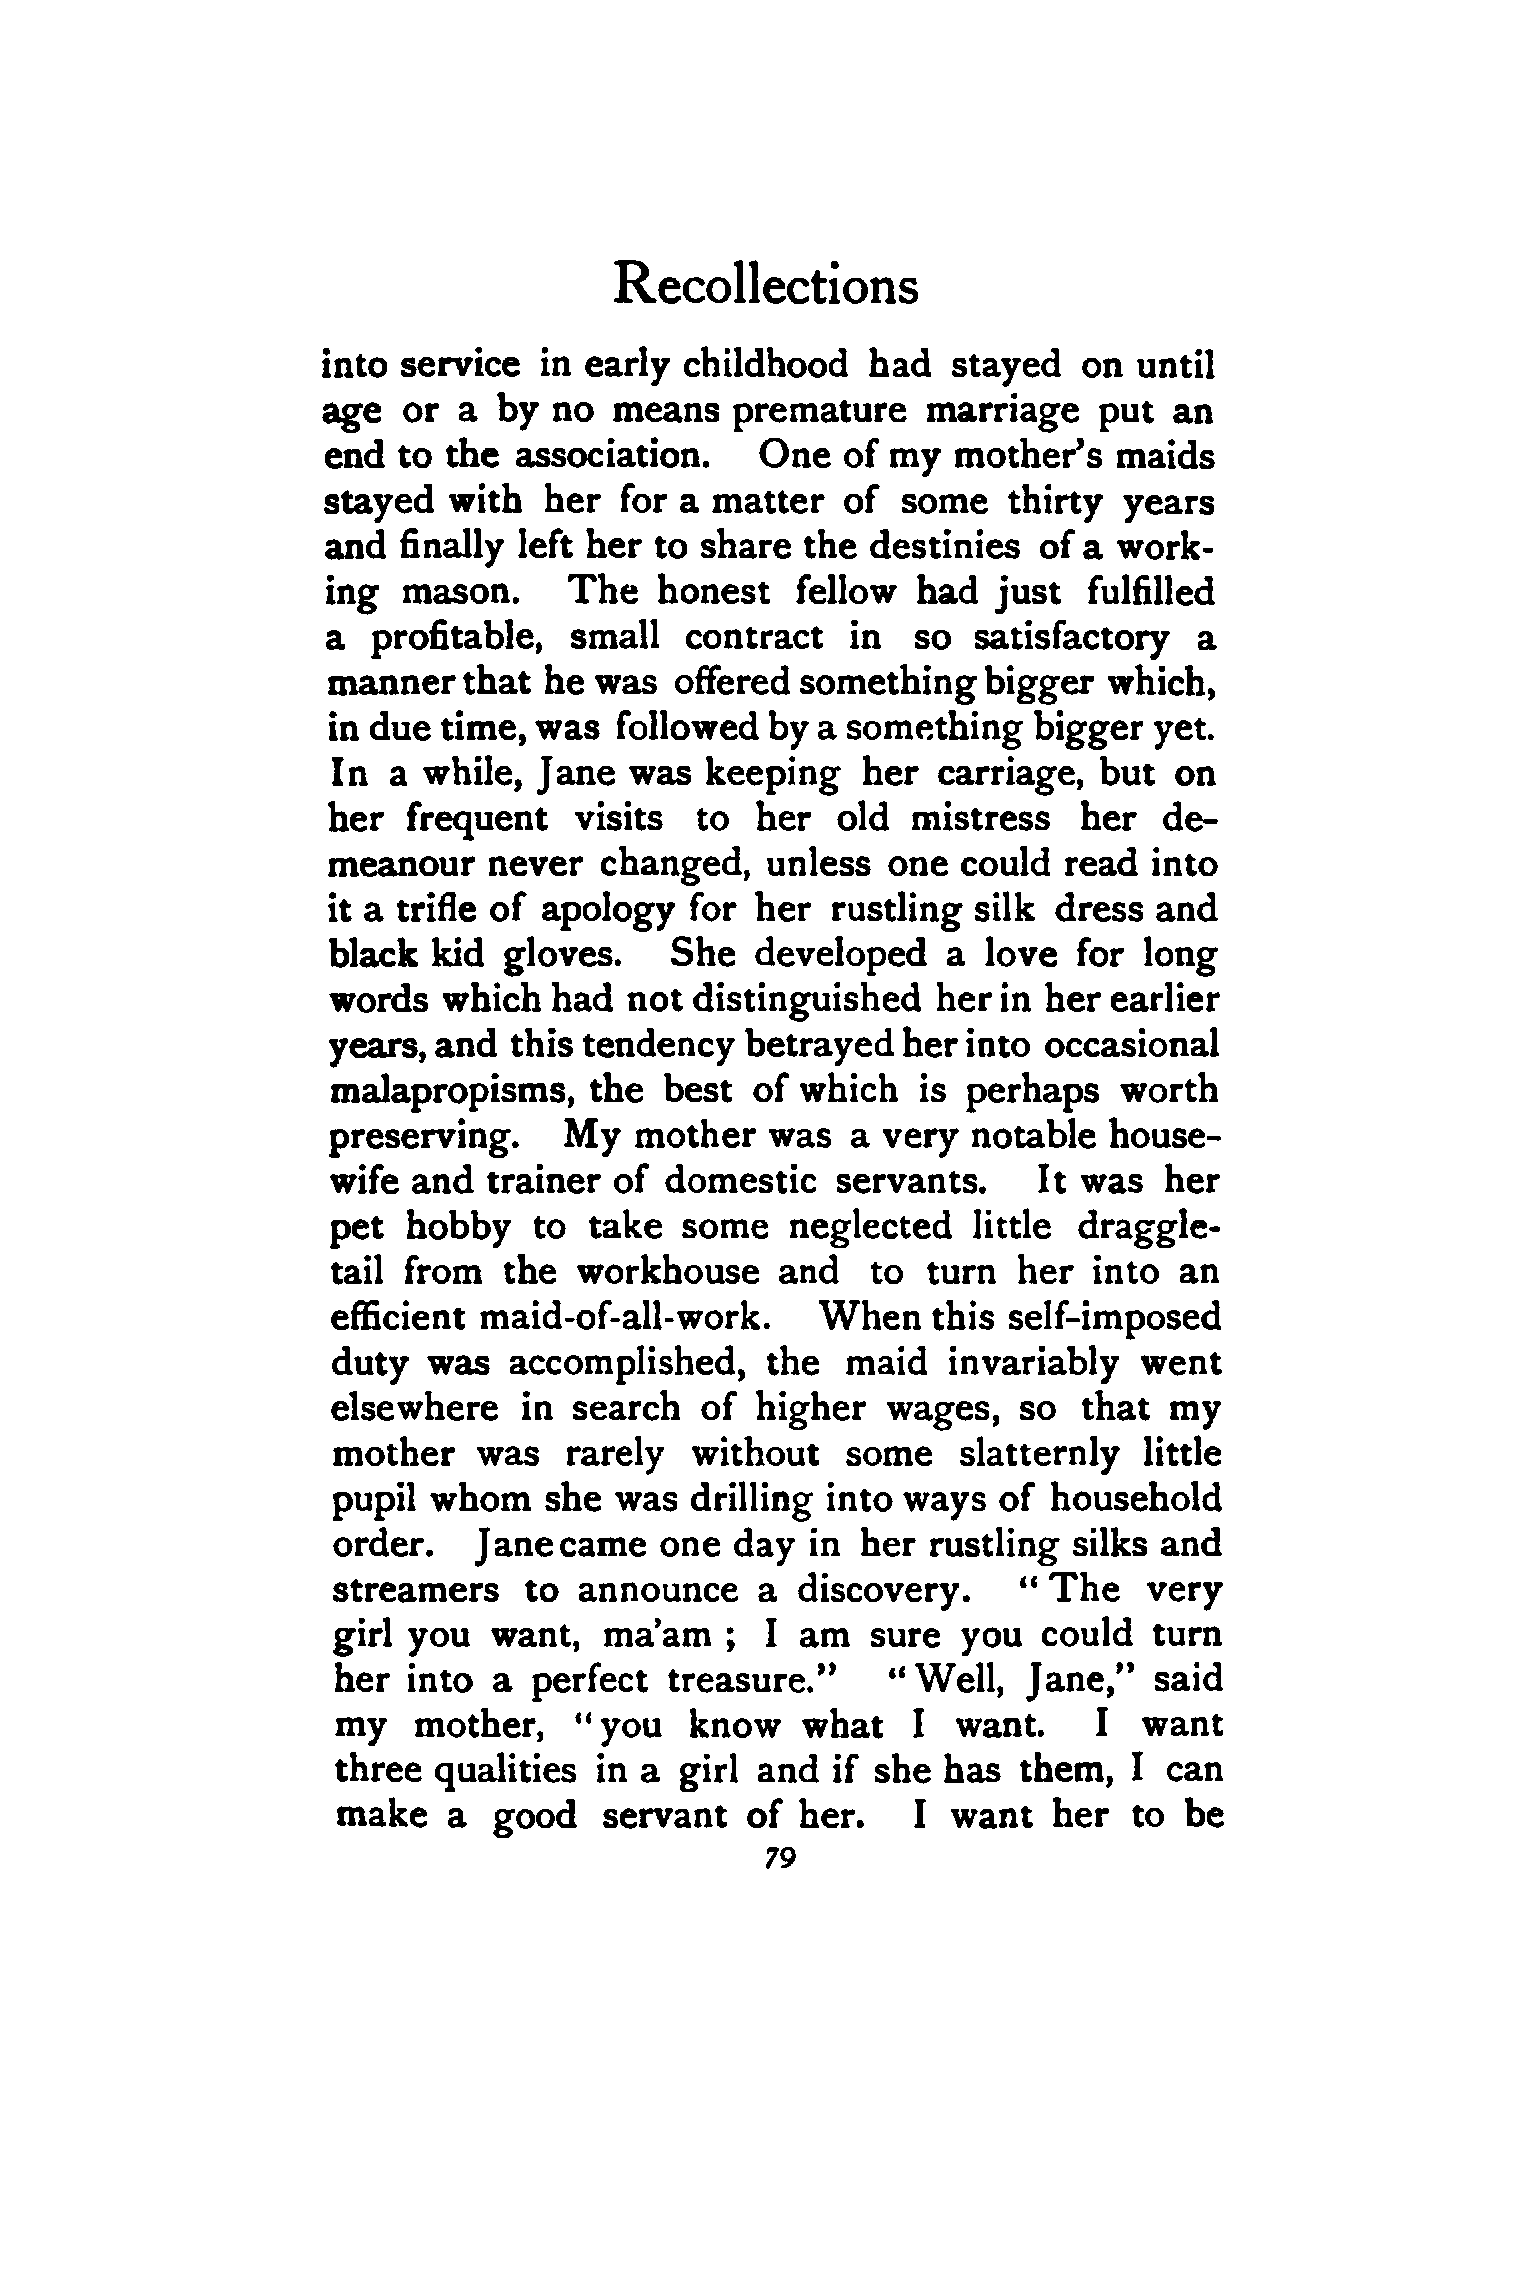 Recollections
into service in early childhood had stayed on until
age or a by no means premature marriage put an
end to the association. One of my mother's maids
stayed with her for a matter of some thirty years
and finally left her to share the destinies of a work-
ing mason. The honest fellow had just fulfilled
a profitable, small contract in so satisfactory a
manner that he was offered something bigger which,
in due time, was followed by a something bigger yet.
In a while, Jane was keeping her carriage, but on
her frequent visits to her old mistress her de-
meanour never changed, unless one could read into
it a trifle of apology for her rustling silk dress and
black kid gloves. She developed a love for long
words which had not distinguished her in her earlier
years, and this tendency betrayed her into occasional
malapropisms, the best of which is perhaps worth
preserving. My mother was a very notable house-
wife and trainer of domestic servants. It was her
pet hobby to take some neglected little draggle-
tail from the workhouse and to turn her into an
efficient maid-of-all-work. When this self-imposed
duty was accomplished, the maid invariably went
elsewhere in search of higher wages, so that my
mother was rarely without some slatternly little
pupil whom she was drilling into ways of household
order. Jane came one day in her rustling silks and
streamers to announce a discovery. "The very
girl you want, ma'am ; I am sure you could turn
her into a perfect treasure." "Well, Jane," said
my mother, "you know what I want. I want
three qualities in a girl and if she has them, I can
make a good servant of her. I want her to be
79